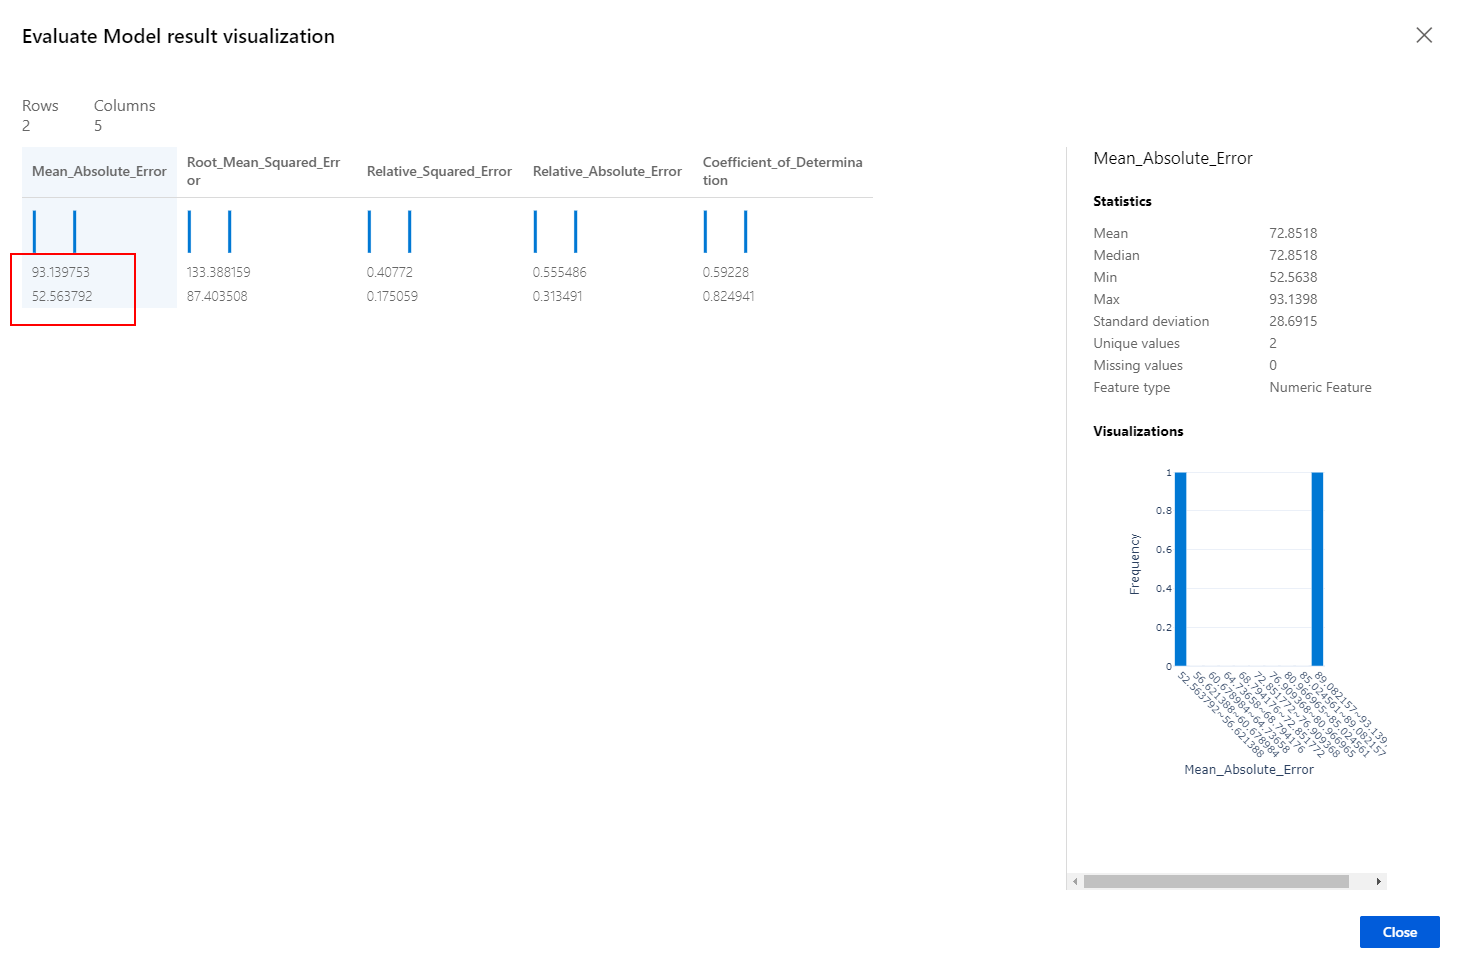 Evaluate Model result visualization
Rows Columns
2 5
Mean_Absolute_Error Root_Mean_Squared_Err
or Relative_Squared_Error Relative_Absolute_Error Coefficient_of_Determina
tion
93.139753 133.388159 0.40772 0.555486 0.59228
52.563792 87.403508 0.175059 0.313491 0.824941
Mean_Absolute_Error
Statistics
Mean 72.8518
Median 72.8518
Min 52.5638
Max 93.1398
Standard deviation 28.6915
Unique values 2
Missing values 0
Feature type Numeric Feature
Visualizations
1
0.8
0.6
0.4
0.2
0
Frequency
52.563792~56.621388
56.621388~60.678984
60.678984~64.73658
64.73658~68.794176
68.794176~72.851772
72.851772~76.909368
76.909368~80.966965
80.966965~85.024561
85.024561~89.082157
89.082157~93.139.
Mean_Absolute_Error
Close